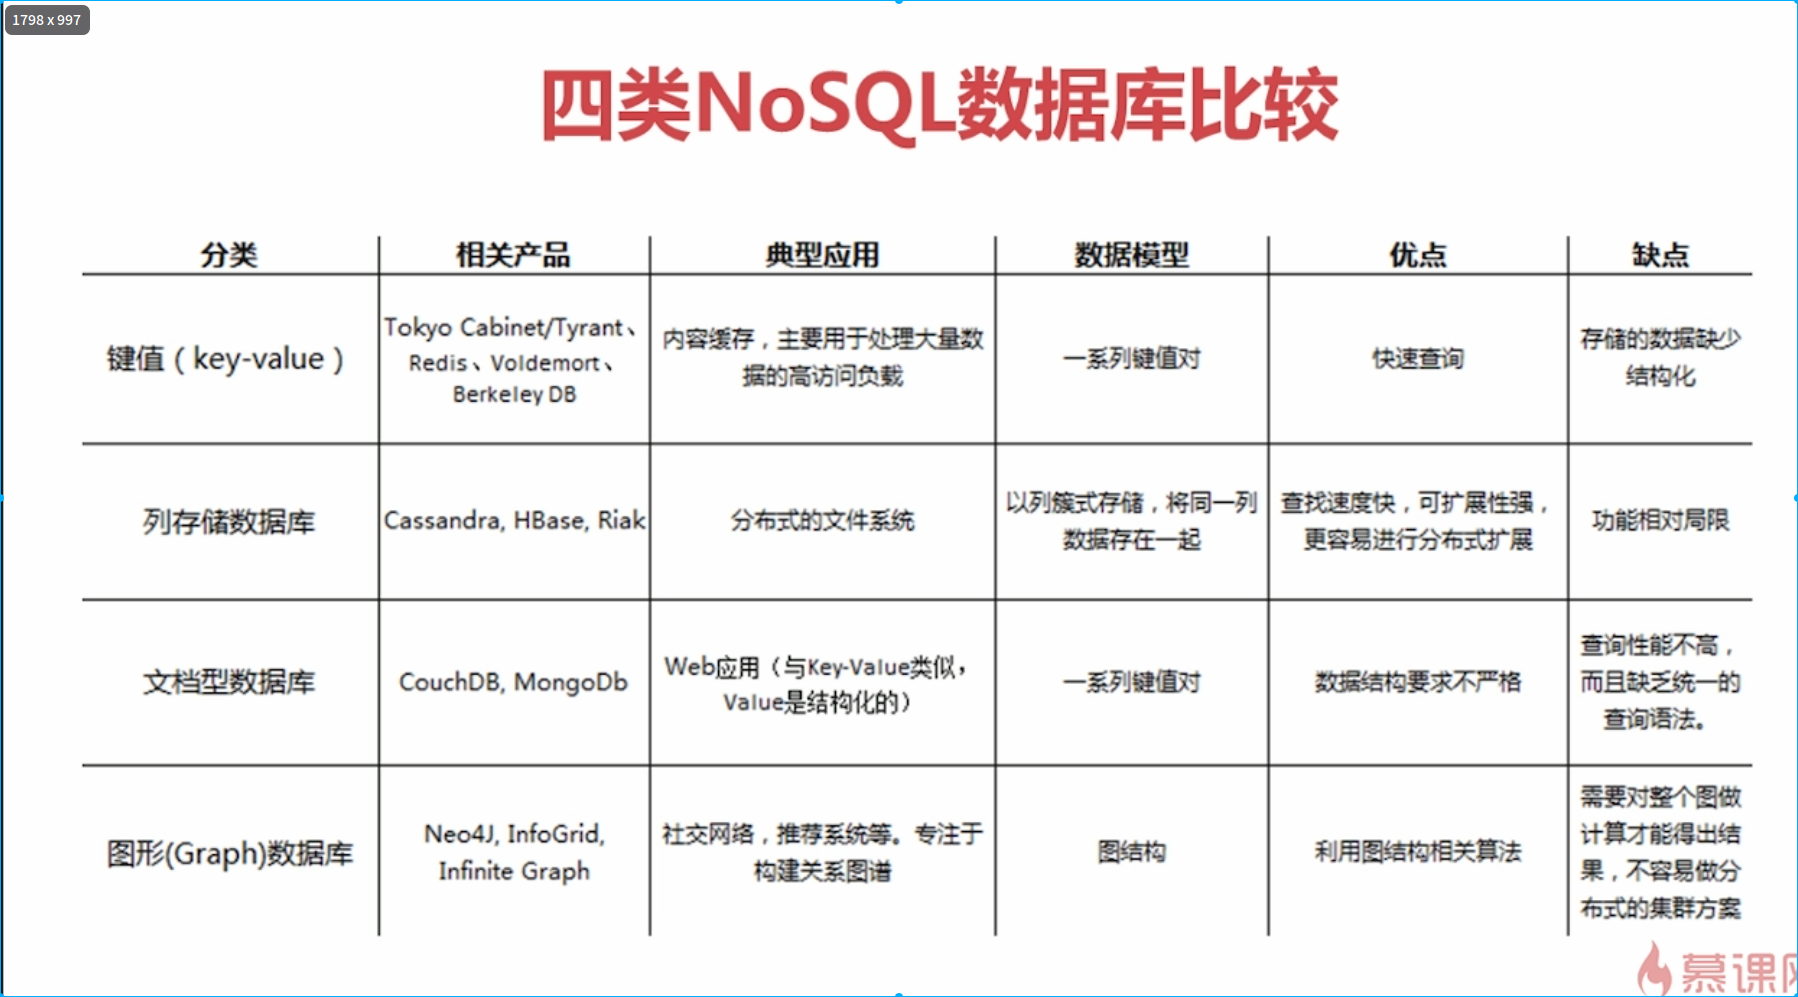 1798 x 997
四类NoSQL数据库比较
分类
相关产品
典型应用
数据模型
优点
缺点
键值（key-value）
Tokyo Cabinet/Tyrant、
Redis、Voldemort、
Berkeley DB
内容缓存，主要用于处理大量数
据的高访问负载
一系列键值对
快速查询
存储的数据缺少
结构化
列存储数据库
Cassandra, HBase, Riak
分布式的文件系统
以列簇式存储，将同一列
数据存在一起
查找速度快，可扩展性强，
更容易进行分布式扩展
功能相对局限
文档型数据库
CouchDB, MongoDb
Web应用（与Key-Value类似，
Value是结构化的）
一系列键值对
数据结构要求不严格
查询性能不高，
而且缺乏统一的
查询语法。
图形(Graph)数据库
Neo4J, InfoGrid,
Infinite Graph
社交网络，推荐系统等。专注于
构建关系图谱
图结构
利用图结构相关算法
需要对整个图做
计算才能得出结
果，不容易做分
布式的集群方案
慕课网